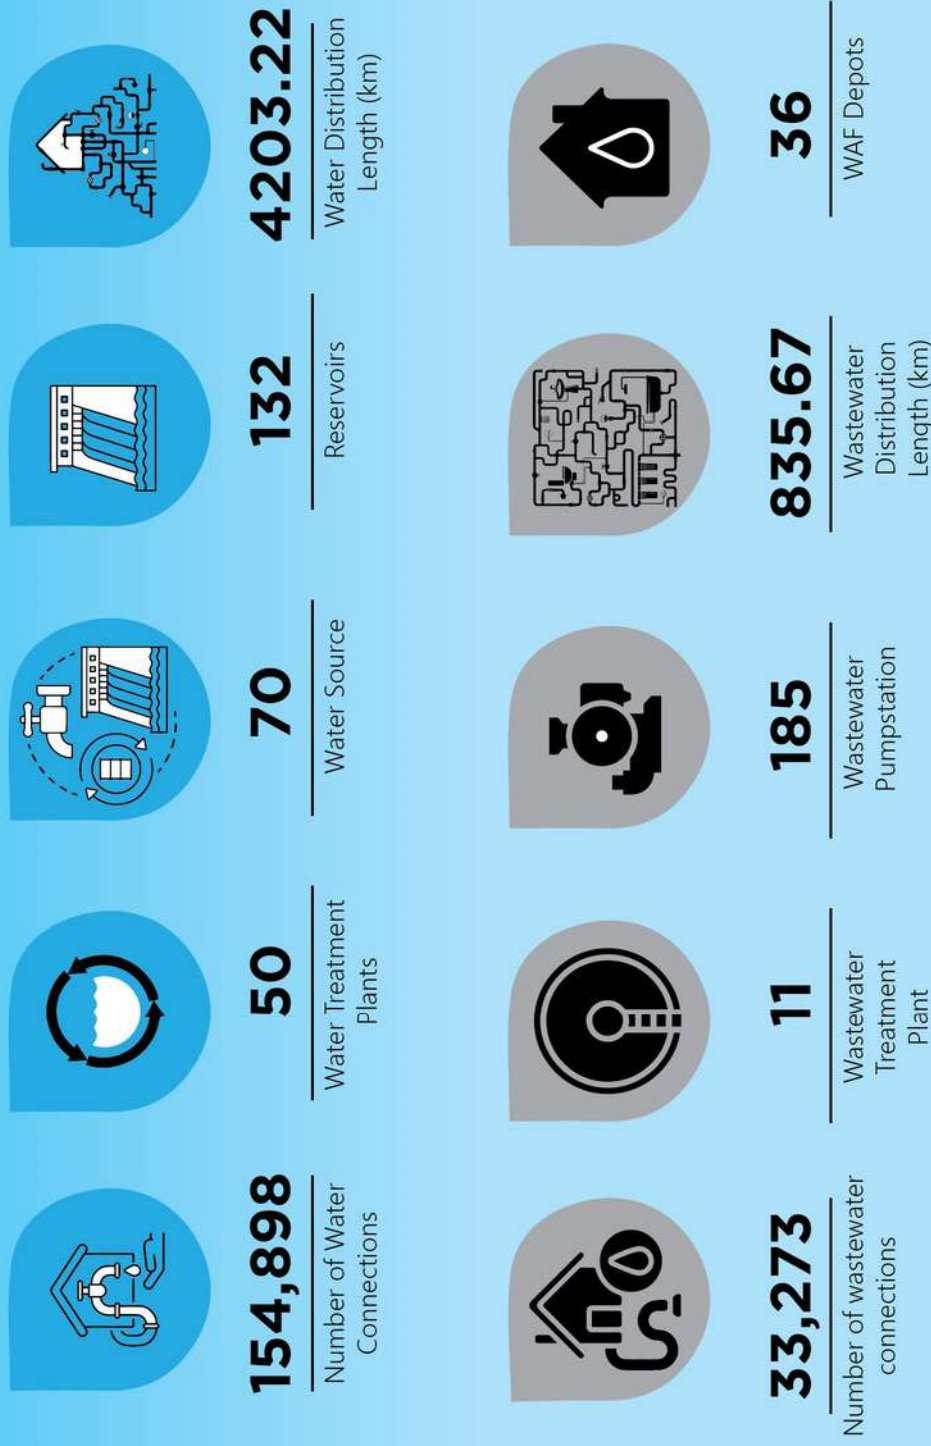 154,898
Number of Water
Connections
50
Water Treatment
Plants
70
Water Source
132
Reservoirs
4203.22
Water Distribution
Length (km)
33,273
Number of wastewater
connections
11
Wastewater
Treatment
Plant
185
Wastewater
Pumpstation
835.67
Wastewater
Distribution
Length (km)
36
WAF Depots